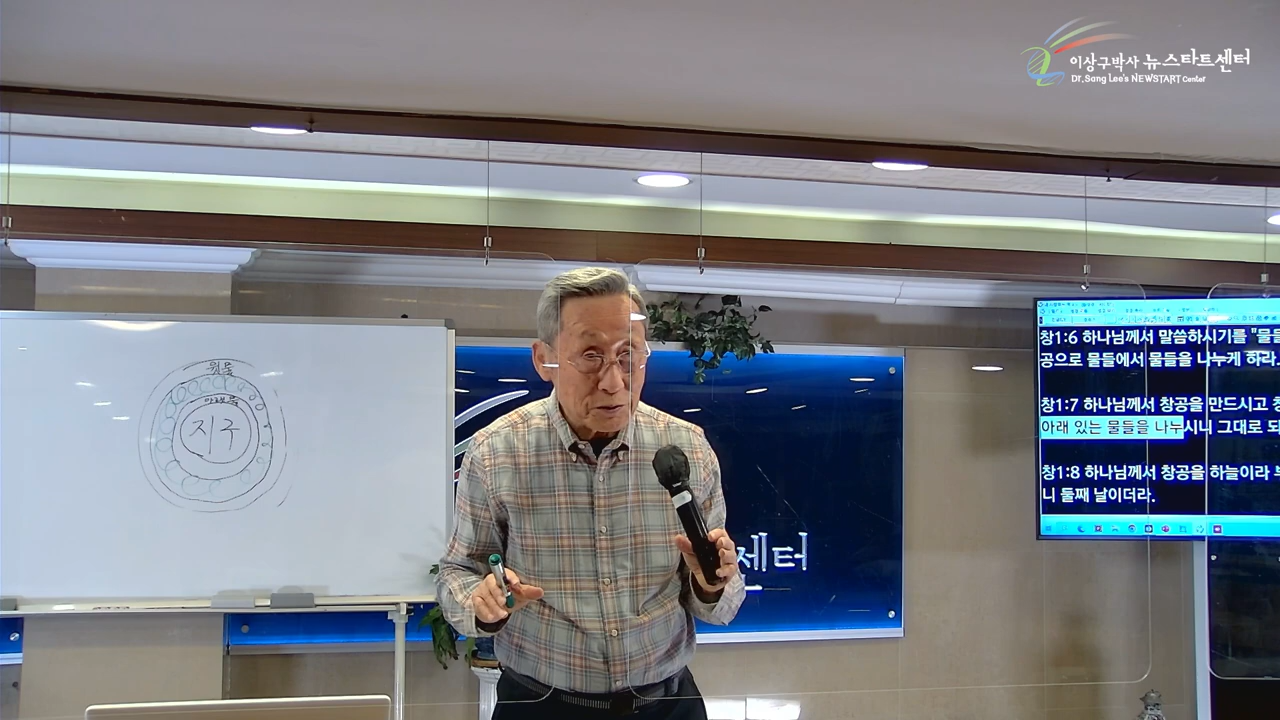 이상구박사 뉴스타트센터
Dr. Sang Lee's NEWSTART Center
윗물
지구
센터
창1:6 하나님께서 말씀하시기를 "물들
공으로 물들에서 물들을 나누게 하라.
창1:7 하나님께서 창공을 만드시고 창
아래 있는 물들을 나누시니 그대로 되
창1:8 하나님께서 창공을 하늘이라 부
니 둘째 날이더라.